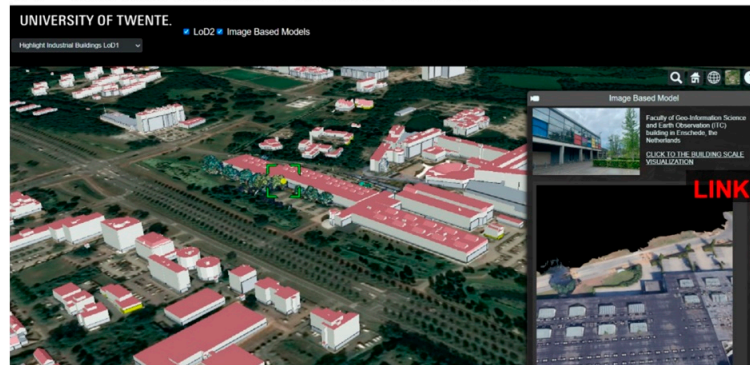 UNIVERSITY OF TWENTE.
LoD2 Image Based Models
Highlight Industrial Buildings LoD1
Image Based Model
Faculty of Geo-Information Science
and Earth Observation (ITC)
building in Enschede, the
Netherlands
CLICK TO THE BUILDING SCALE
VISUALIZATION
LINK